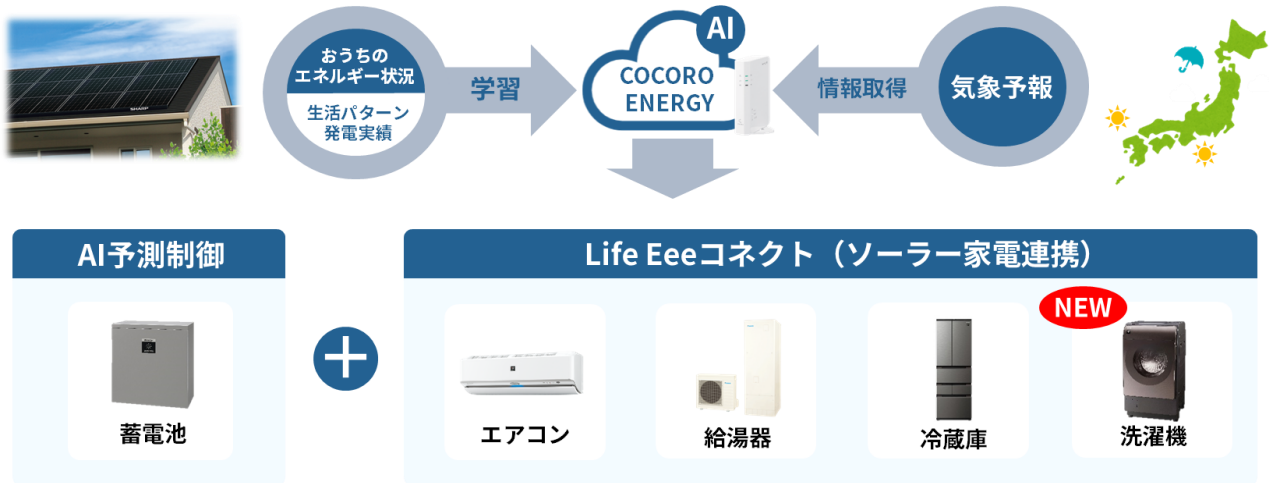 SHARP
おうちの
エネルギー状況
生活パターン
発電実績
学習
AI
COCORO
ENERGY
情報取得
気象予報
AI予測制御
蓄電池
Life Eeeコネクト（ソーラー家電連携）
エアコン
給湯器
冷蔵庫
NEW
洗濯機